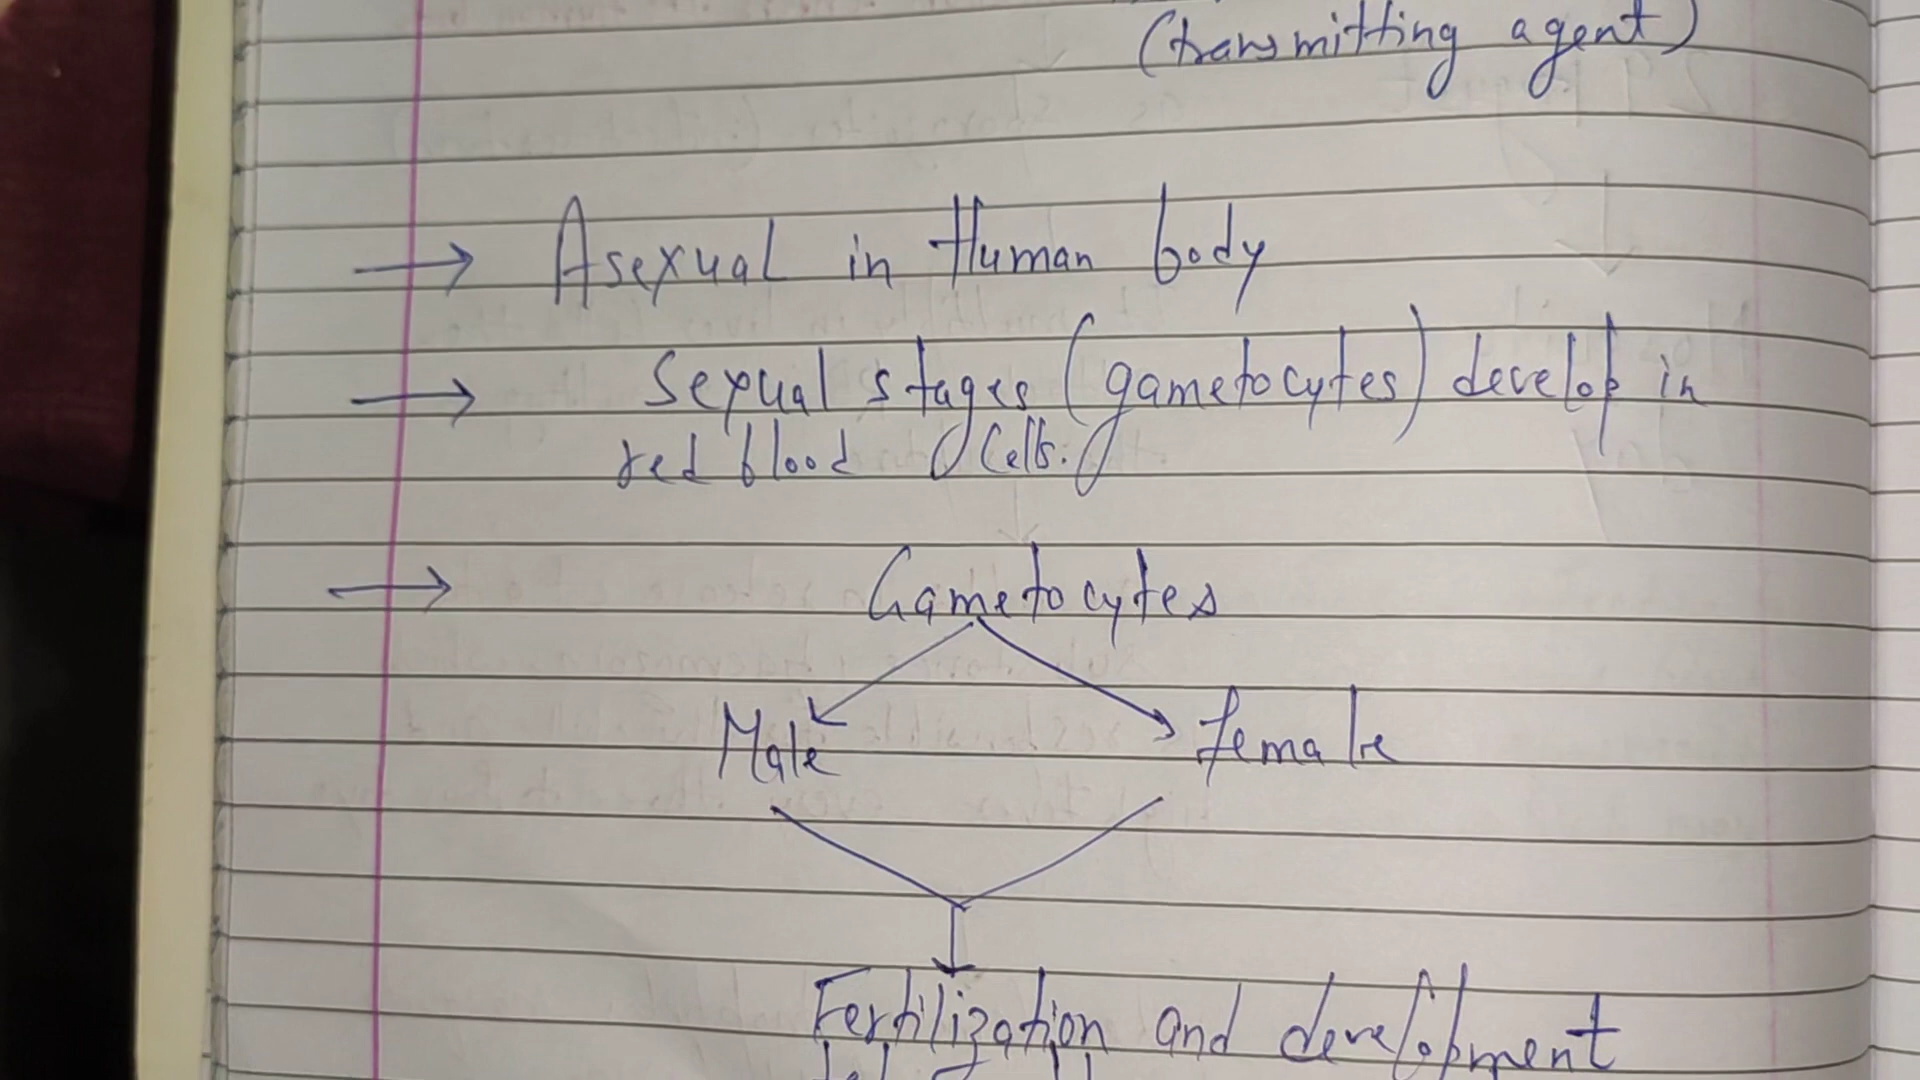 (transmitting agent)
→ Asexual in Human body
→ Sexual stages (gametocytes) develop in
red blood cells.
→ Gametocytes
Male female
Fertilization and development